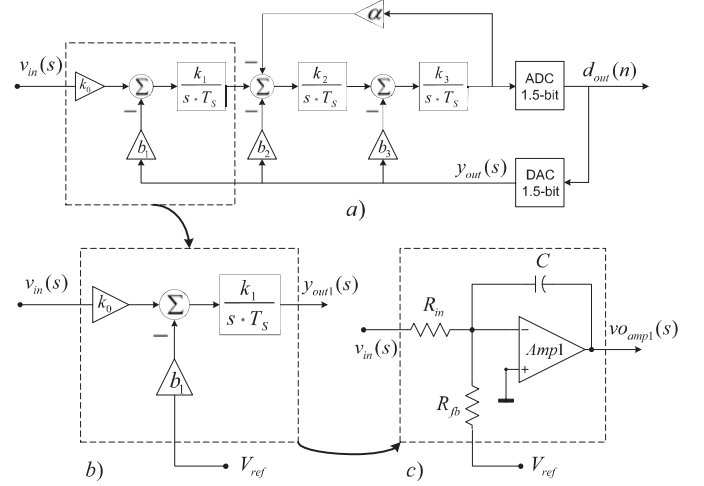 α
v_in(s)
k_0
Σ
k_1 / s · T_S
Σ
k_2 / s · T_S
Σ
k_3 / s · T_S
ADC
1.5-bit
d_out(n)
−
−
−
−
b_1
b_2
b_3
y_out(s)
DAC
1.5-bit
a)
v_in(s)
k_0
Σ
k_1 / s · T_S
y_out1(s)
−
b_1
V_ref
b)
C
R_in
v_in(s)
−
+
Amp1
vo_amp1(s)
R_fb
V_ref
c)